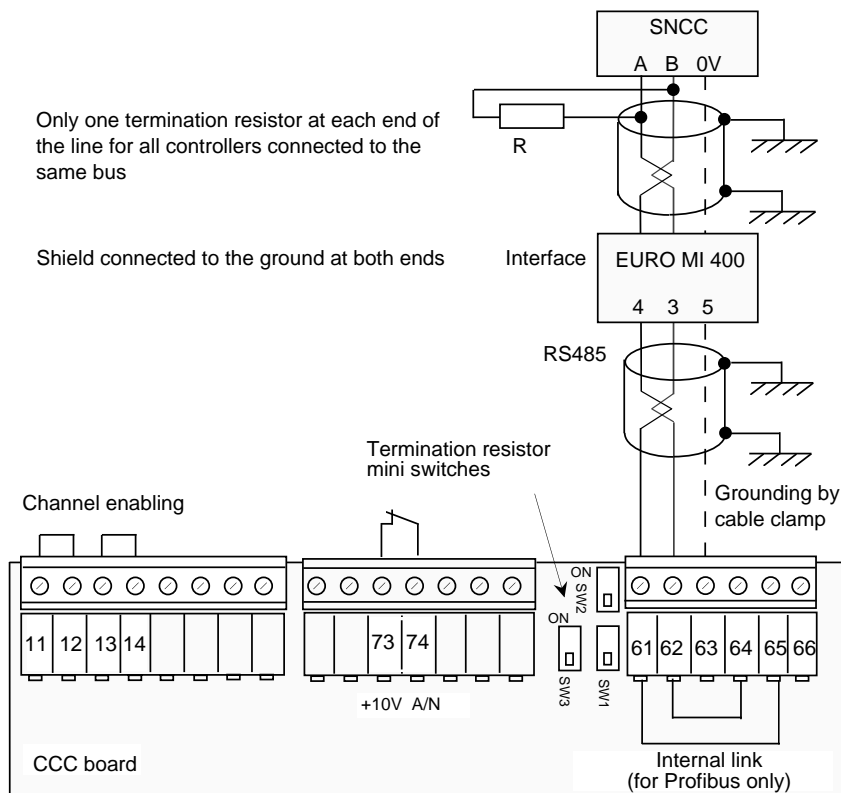 SNCC
A B 0V
Only one termination resistor at each end of
the line for all controllers connected to the
same bus
R
Shield connected to the ground at both ends
Interface
EURO MI 400
4 3 5
RS485
Termination resistor
mini switches
Channel enabling
Grounding by
cable clamp
ON
SW2
ON
SW3
SW1
11 12 13 14
73 74
61 62 63 64 65 66
+10V A/N
CCC board
Internal link
(for Profibus only)